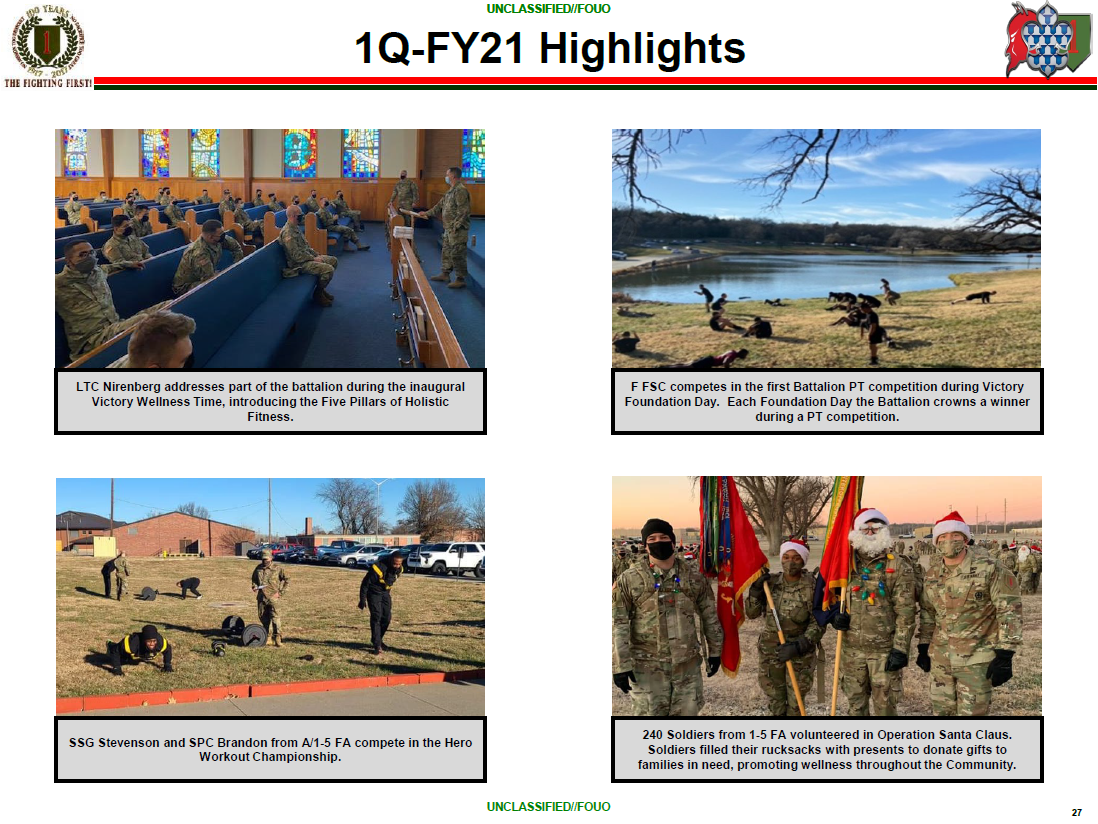 UNCLASSIFIED//FOUO
1Q-FY21 Highlights
100 YEARS
1
1917 - 2017
THE FIGHTING FIRST!
LTC Nirenberg addresses part of the battalion during the inaugural
Victory Wellness Time, introducing the Five Pillars of Holistic
Fitness.
F FSC competes in the first Battalion PT competition during Victory
Foundation Day.  Each Foundation Day the Battalion crowns a winner
during a PT competition.
SSG Stevenson and SPC Brandon from A/1-5 FA compete in the Hero
Workout Championship.
240 Soldiers from 1-5 FA volunteered in Operation Santa Claus.
Soldiers filled their rucksacks with presents to donate gifts to
families in need, promoting wellness throughout the Community.
UNCLASSIFIED//FOUO
27